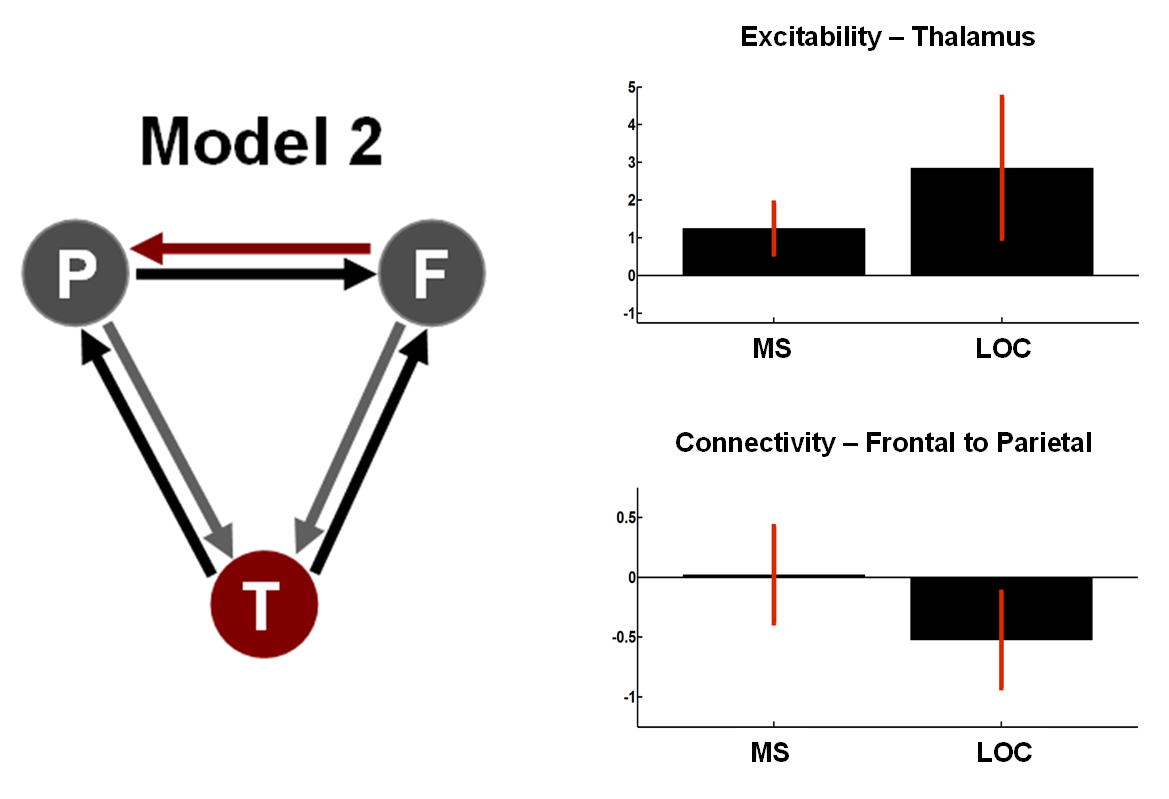 Model 2
P
F
T
Excitability – Thalamus
5
4
3
2
1
0
-1
MS LOC
Connectivity – Frontal to Parietal
0.5
0
-0.5
-1
MS LOC